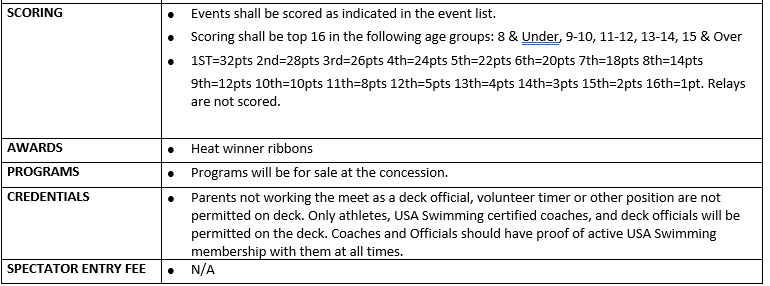 SCORING
• Events shall be scored as indicated in the event list.
• Scoring shall be top 16 in the following age groups: 8 & Under, 9-10, 11-12, 13-14, 15 & Over
• 1ST=32pts 2nd=28pts 3rd=26pts 4th=24pts 5th=22pts 6th=20pts 7th=18pts 8th=14pts
9th=12pts 10th=10pts 11th=8pts 12th=5pts 13th=4pts 14th=3pts 15th=2pts 16th=1pt. Relays
are not scored.
AWARDS
• Heat winner ribbons
PROGRAMS
• Programs will be for sale at the concession.
CREDENTIALS
• Parents not working the meet as a deck official, volunteer timer or other position are not
permitted on deck. Only athletes, USA Swimming certified coaches, and deck officials will be
permitted on the deck. Coaches and Officials should have proof of active USA Swimming
membership with them at all times.
SPECTATOR ENTRY FEE
• N/A